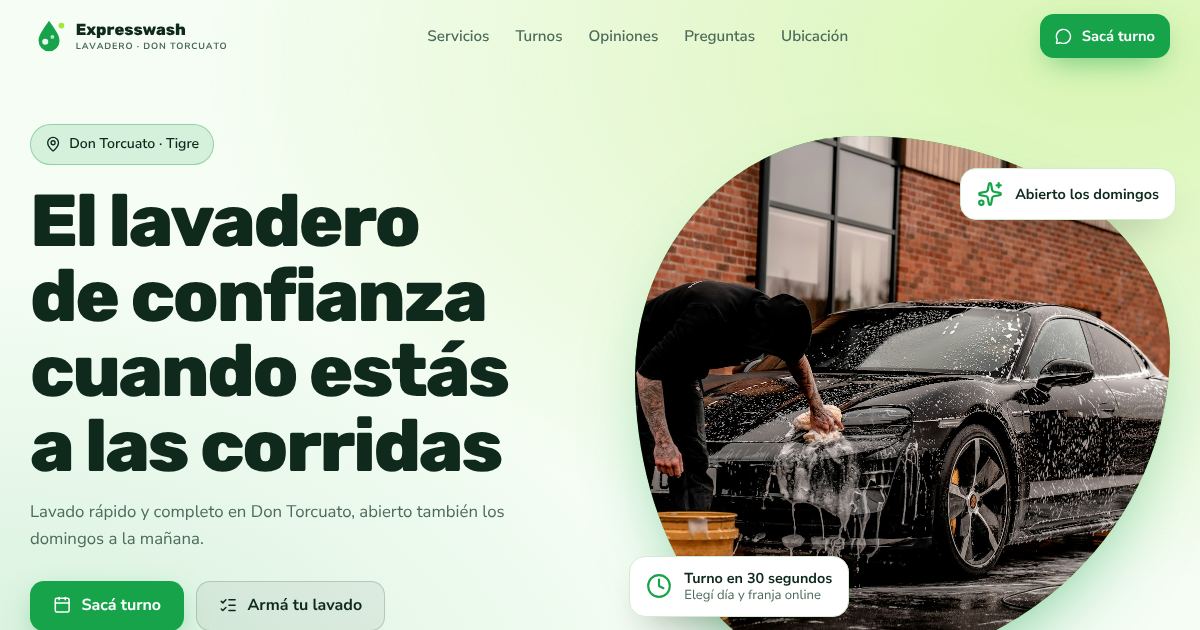 Expresswash
LAVADERO · DON TORCUATO
Servicios
Turnos
Opiniones
Preguntas
Ubicación
Sacá turno
Don Torcuato · Tigre
El lavadero
de confianza
cuando estás
a las corridas
Lavado rápido y completo en Don Torcuato, abierto también los
domingos a la mañana.
Sacá turno
Armá tu lavado
Abierto los domingos
Turno en 30 segundos
Elegí día y franja online